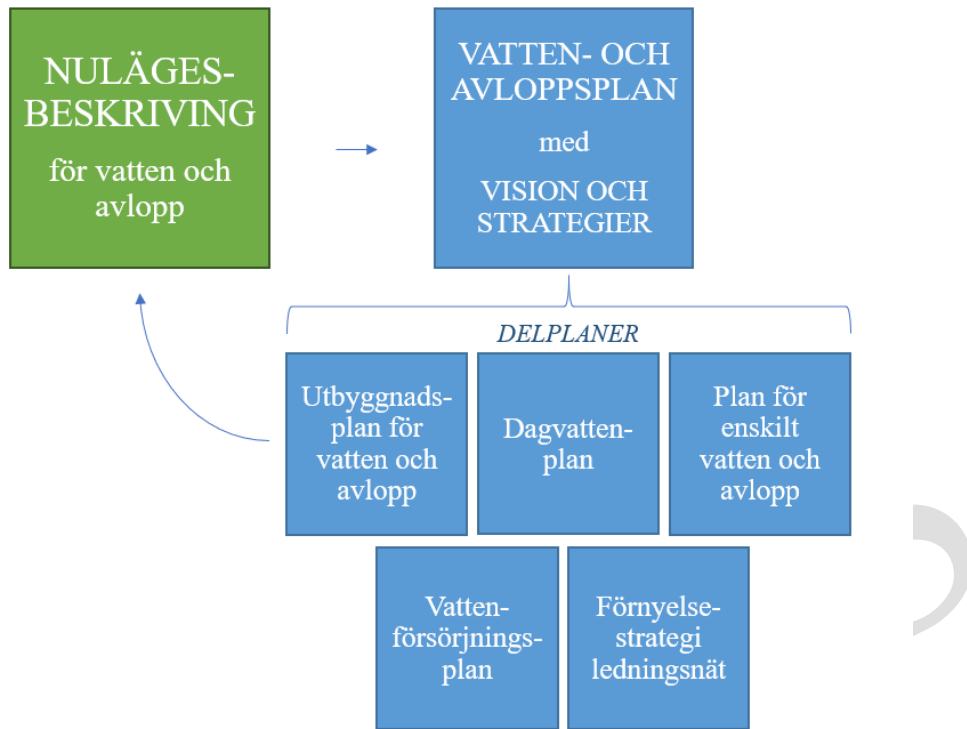 NULÄGES-
BESKRIVING
för vatten och
avlopp
VATTEN- OCH
AVLOPPSPLAN
med
VISION OCH
STRATEGIER
DELPLANER
Utbyggnads-
plan för
vatten och
avlopp
Dagvatten-
plan
Plan för
enskilt
vatten och
avlopp
Vatten-
försörjnings-
plan
Förnyelse-
strategi
ledningsnät